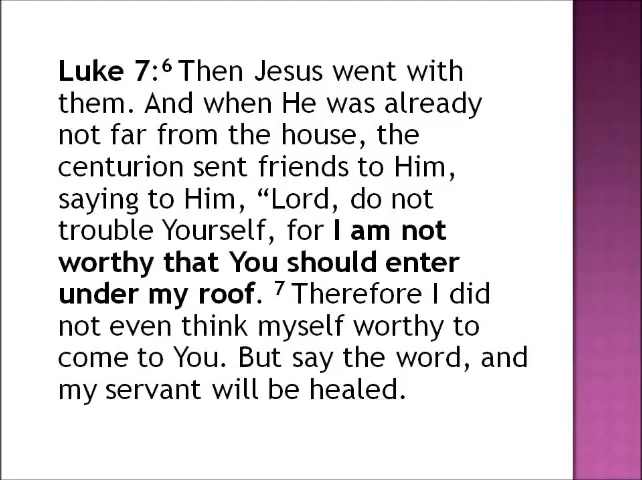 Luke 7:⁶ Then Jesus went with
them. And when He was already
not far from the house, the
centurion sent friends to Him,
saying to Him, “Lord, do not
trouble Yourself, for I am not
worthy that You should enter
under my roof. ⁷ Therefore I did
not even think myself worthy to
come to You. But say the word, and
my servant will be healed.